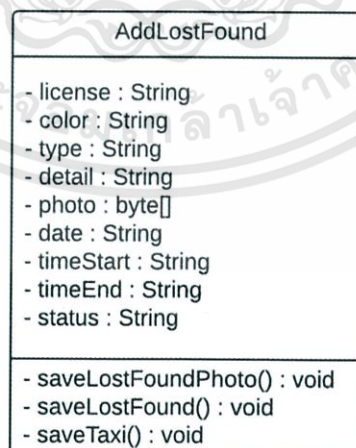 AddLostFound
- license : String
- color : String
- type : String
- detail : String
- photo : byte[]
- date : String
- timeStart : String
- timeEnd : String
- status : String
- saveLostFoundPhoto() : void
- saveLostFound() : void
- saveTaxi() : void